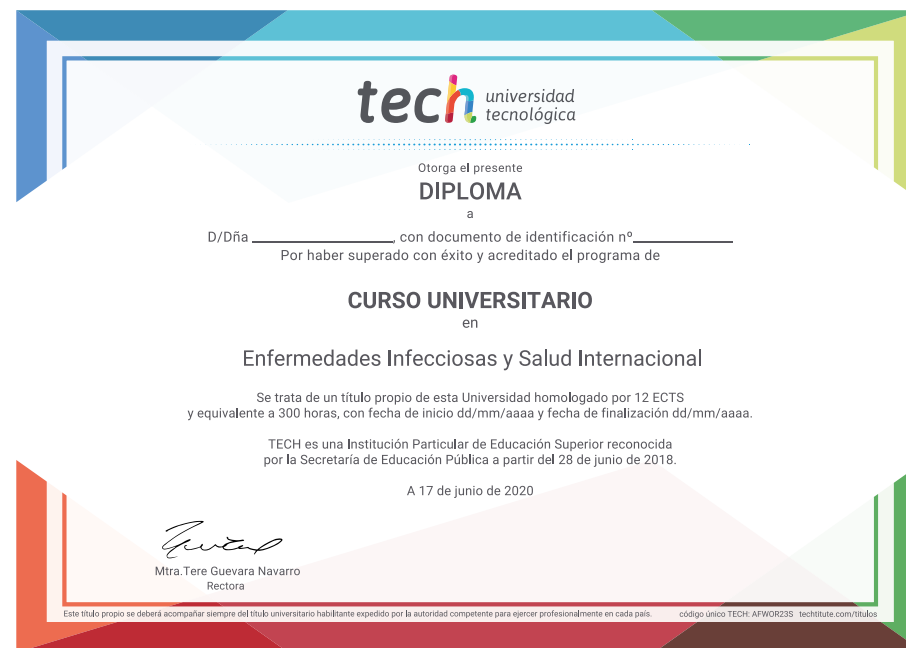 tech universidad
tecnológica
Otorga el presente
DIPLOMA
a
D/Dña ______________, con documento de identificación nº__________
Por haber superado con éxito y acreditado el programa de
CURSO UNIVERSITARIO
en
Enfermedades Infecciosas y Salud Internacional
Se trata de un título propio de esta Universidad homologado por 12 ECTS
y equivalente a 300 horas, con fecha de inicio dd/mm/aaaa y fecha de finalización dd/mm/aaaa.
TECH es una Institución Particular de Educación Superior reconocida
por la Secretaría de Educación Pública a partir del 28 de junio de 2018.
A 17 de junio de 2020
Mtra.Tere Guevara Navarro
Rectora
Este título propio se deberá acompañar siempre del título universitario habilitante expedido por la autoridad competente para ejercer profesionalmente en cada país. código único TECH: AFWOR23S techtitute.com/titulos